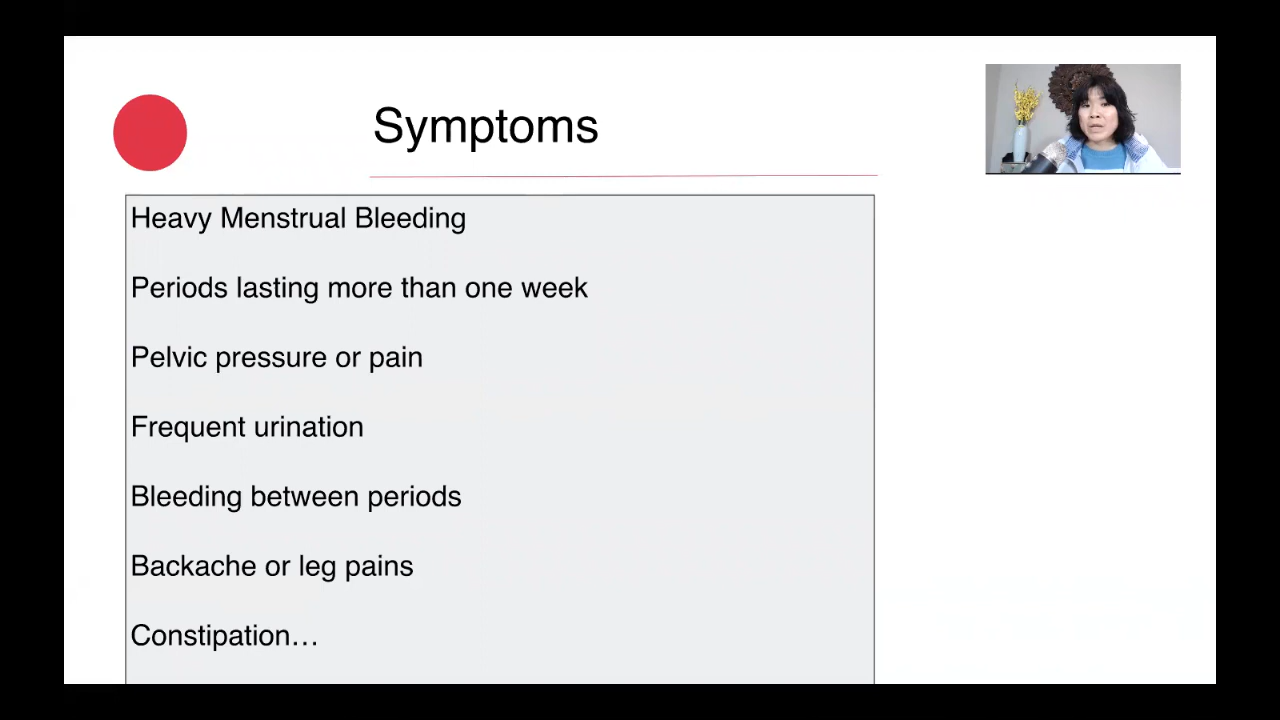 Symptoms
Heavy Menstrual Bleeding
Periods lasting more than one week
Pelvic pressure or pain
Frequent urination
Bleeding between periods
Backache or leg pains
Constipation…